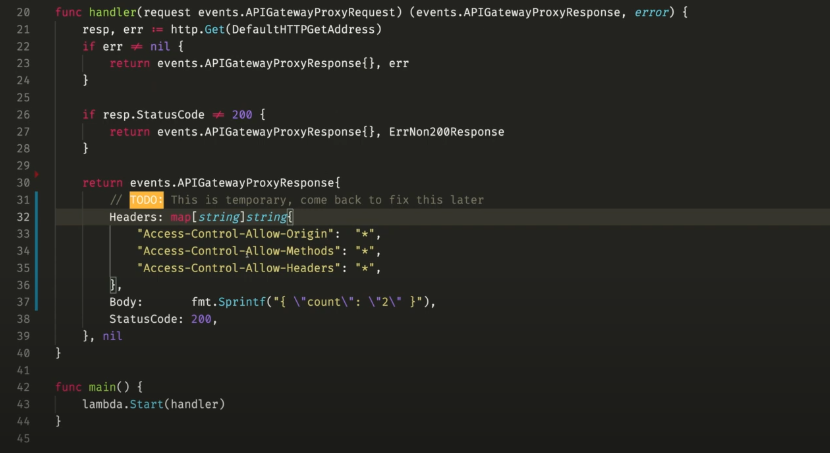 20 func handler(request events.APIGatewayProxyRequest) (events.APIGatewayProxyResponse, error) {
21     resp, err := http.Get(DefaultHTTPGetAddress)
22     if err != nil {
23         return events.APIGatewayProxyResponse{}, err
24     }
25
26     if resp.StatusCode != 200 {
27         return events.APIGatewayProxyResponse{}, ErrNon200Response
28     }
29
30     return events.APIGatewayProxyResponse{
31         // TODO: This is temporary, come back to fix this later
32         Headers: map[string]string{
33             "Access-Control-Allow-Origin":  "*",
34             "Access-Control-Allow-Methods": "*",
35             "Access-Control-Allow-Headers": "*",
36         },
37         Body:       fmt.Sprintf("{ \"count\": \"2\" }"),
38         StatusCode: 200,
39     }, nil
40 }
41
42 func main() {
43     lambda.Start(handler)
44 }
45